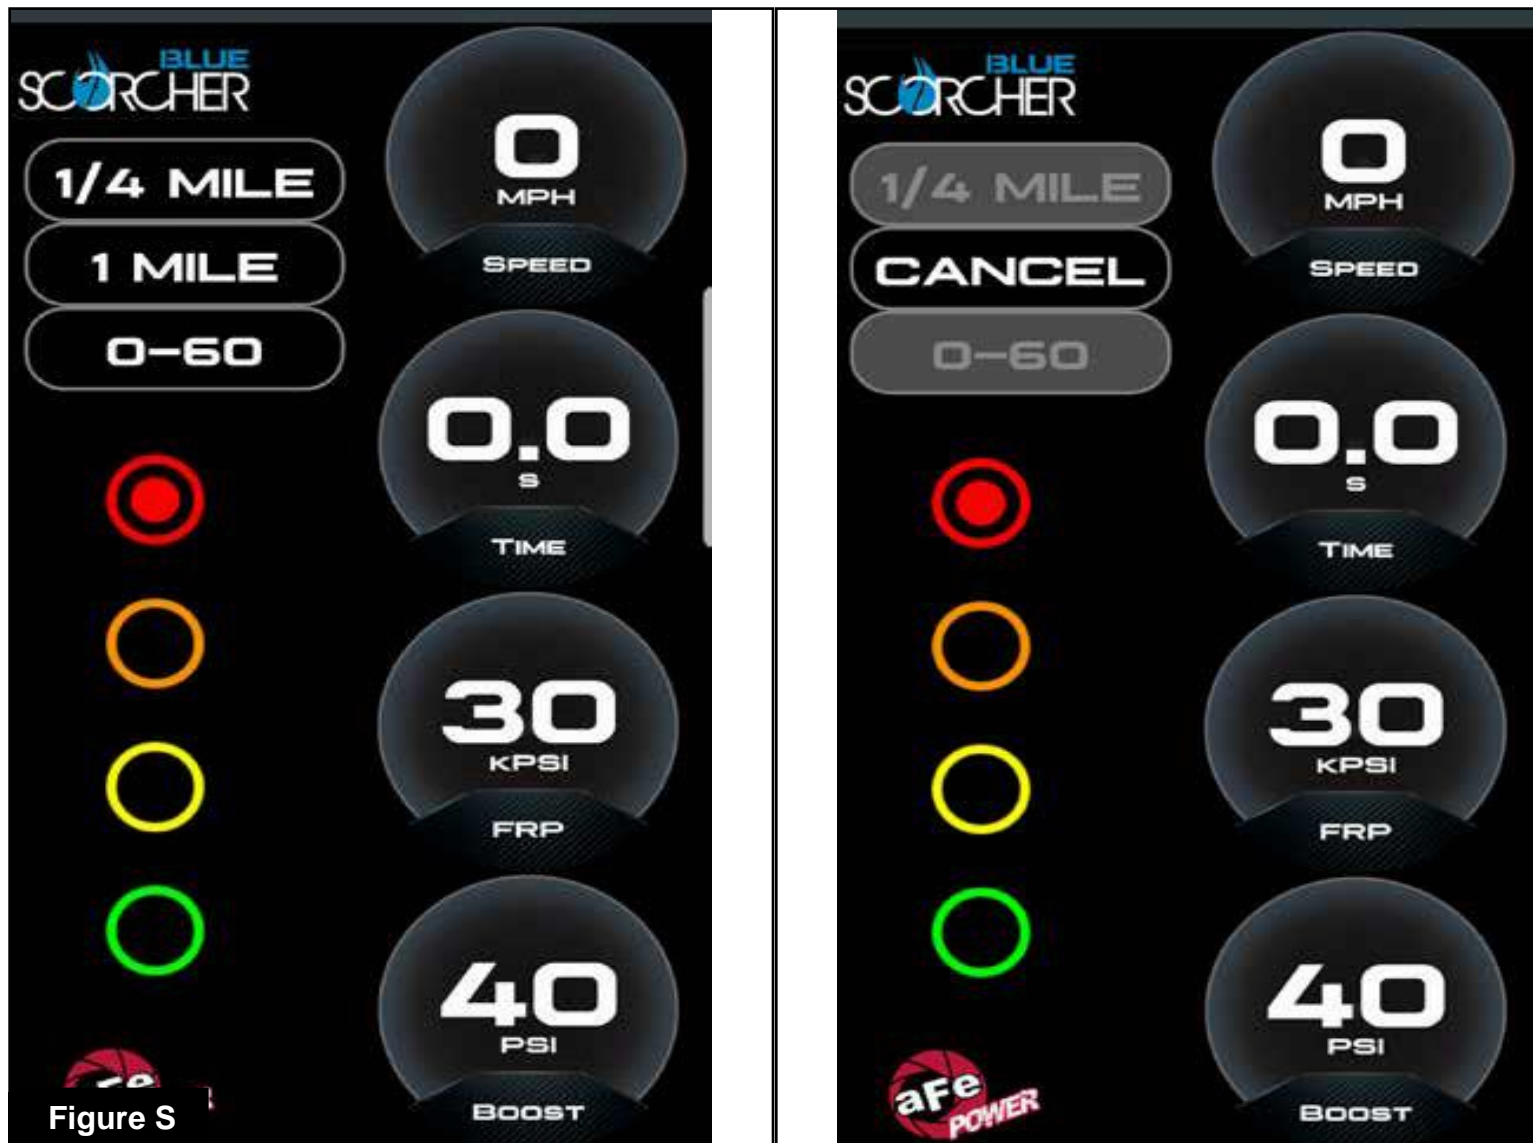 BLUE
SCORCHER
1/4 MILE
1 MILE
0-60
0
MPH
SPEED
0.0
S
TIME
30
KPSI
FRP
40
PSI
BOOST
aFe
Figure S
BLUE
SCORCHER
1/4 MILE
CANCEL
0-60
0
MPH
SPEED
0.0
S
TIME
30
KPSI
FRP
40
PSI
BOOST
aFe
POWER